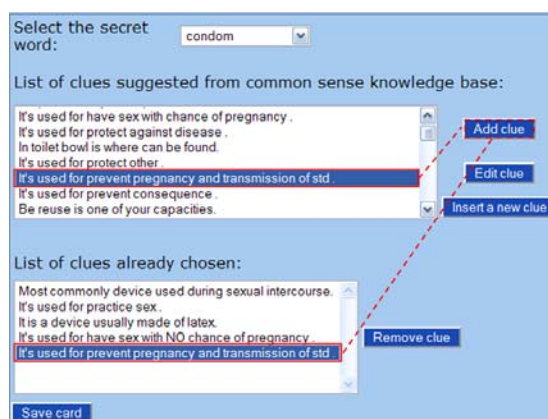 Select the secret
word:
condom
List of clues suggested from common sense knowledge base:
It's used for have sex with chance of pregnancy .
It's used for protect against disease .
In toilet bowl is where can be found.
It's used for protect other .
It's used for prevent pregnancy and transmission of std .
It's used for prevent consequence .
Be reuse is one of your capacities.
Add clue
Edit clue
Insert a new clue
List of clues already chosen:
Most commonly device used during sexual intercourse.
It's used for practice sex .
It is a device usually made of latex.
It's used for have sex with NO chance of pregnancy .
It's used for prevent pregnancy and transmission of std .
Remove clue
Save card